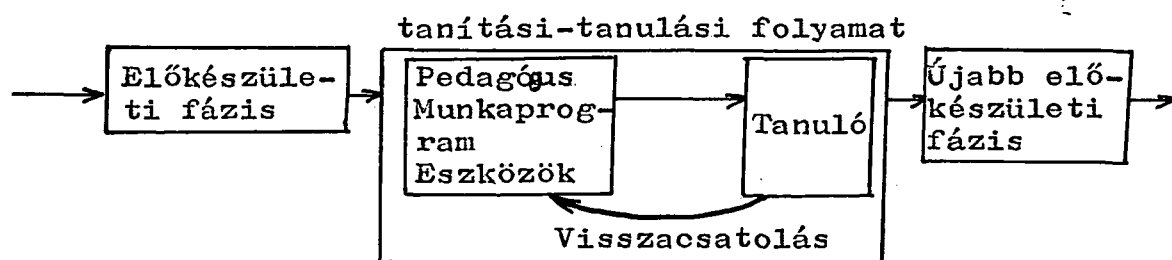 tanítási-tanulási folyamat
Előkészüle-
ti fázis
Pedagógus
Munkaprog-
ram
Eszközök
Tanuló
Újabb elő-
készületi
fázis
Visszacsatolás